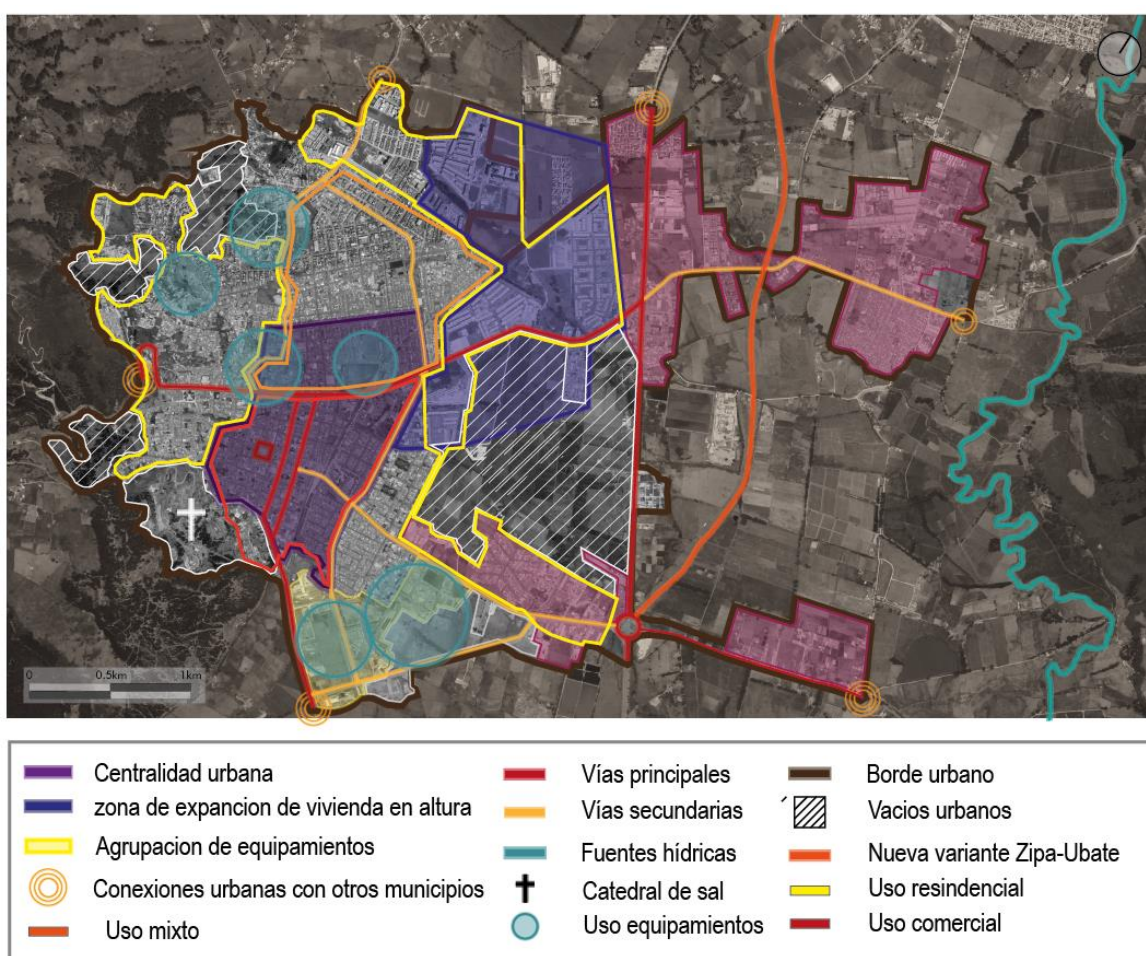 0
0.5km
1km
Centralidad urbana
zona de expancion de vivienda en altura
Agrupacion de equipamientos
Conexiones urbanas con otros municipios
Uso mixto
Vías principales
Vías secundarias
Fuentes hídricas
Catedral de sal
Uso equipamientos
Borde urbano
Vacios urbanos
Nueva variante Zipa-Ubate
Uso resindencial
Uso comercial